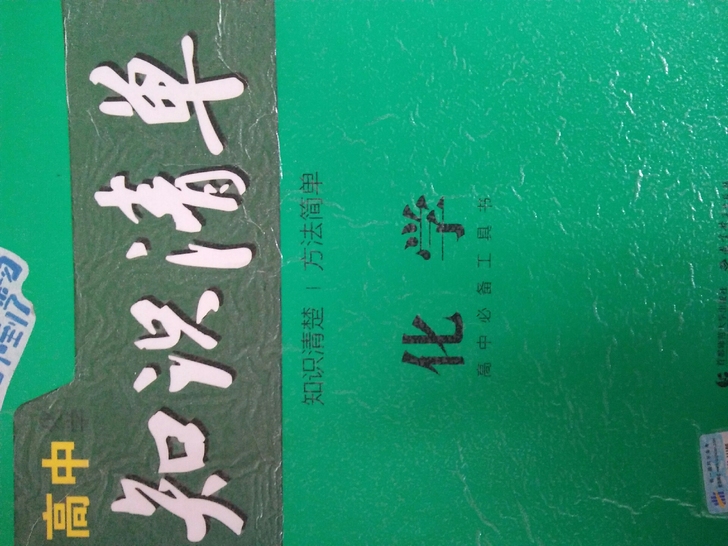 高中
知识清单
知识清楚 | 方法简单
化学
高中必备工具书